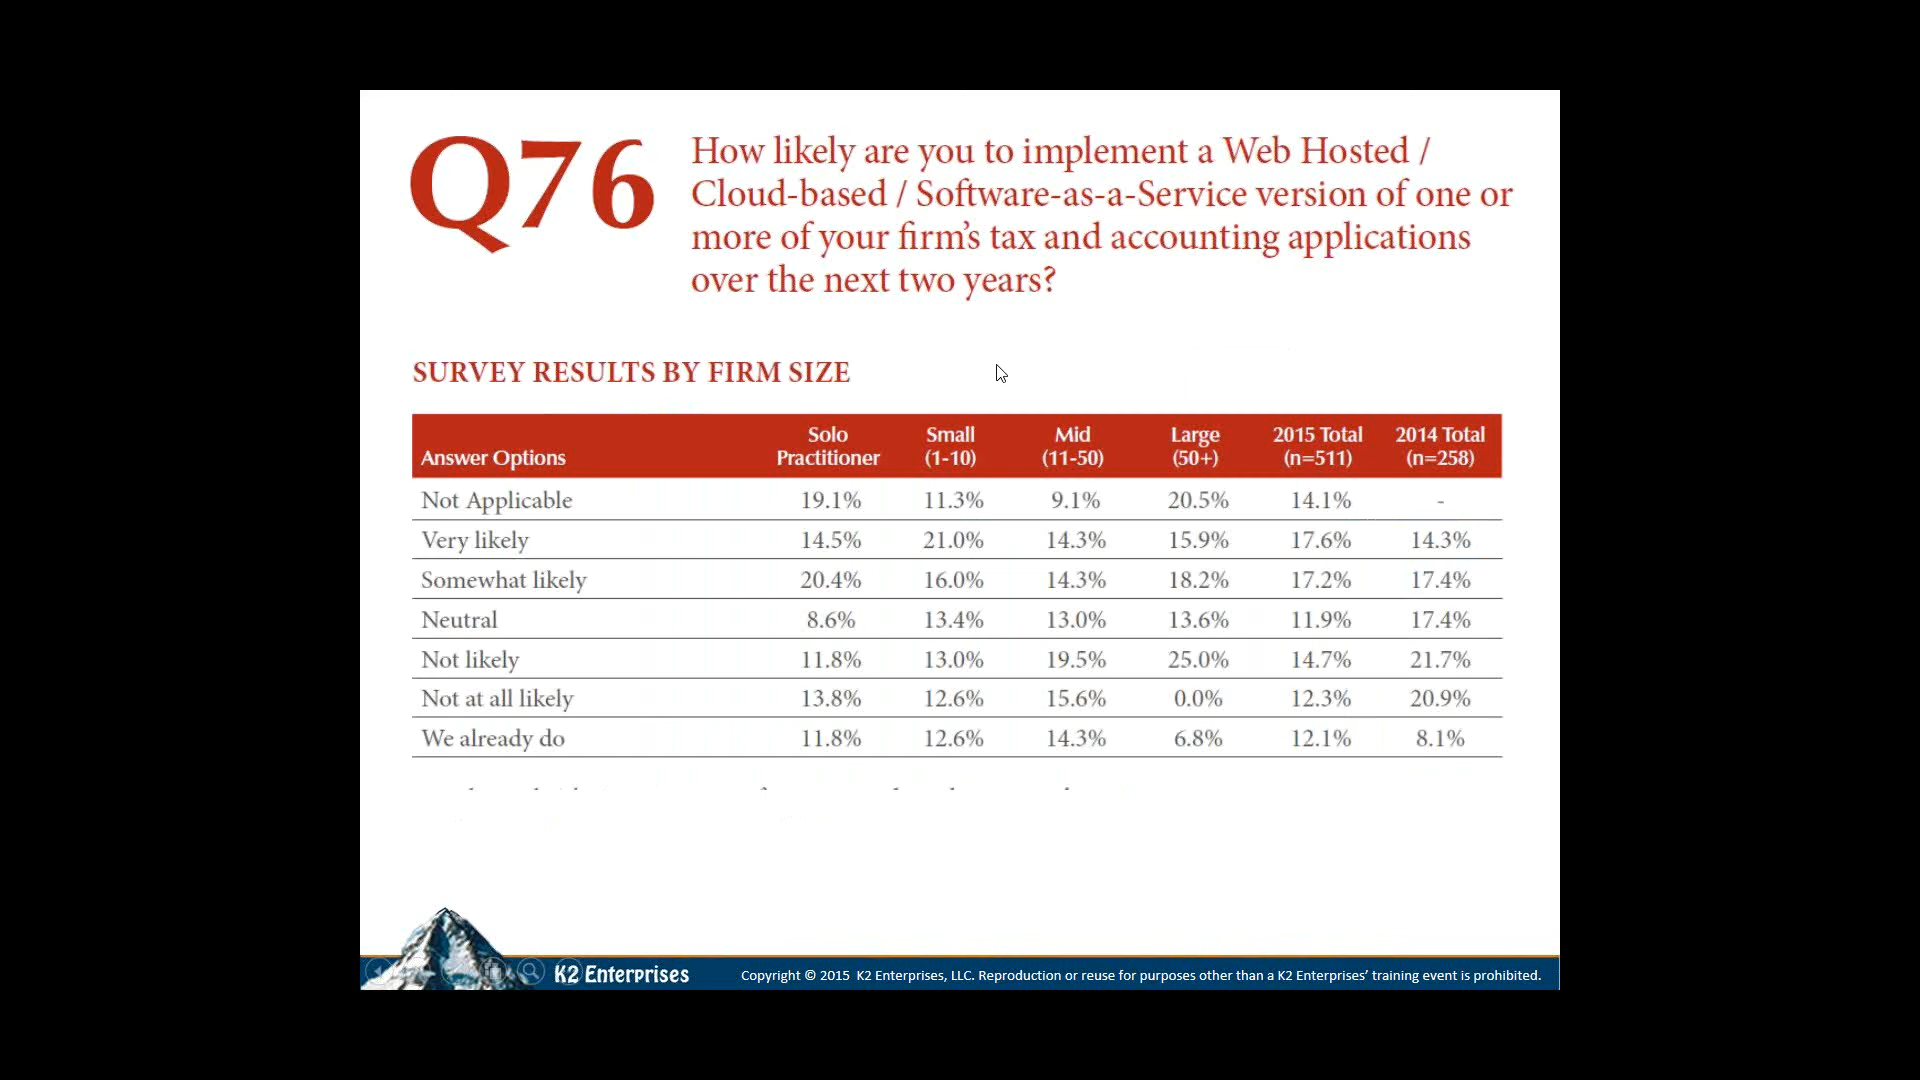 Q76
How likely are you to implement a Web Hosted /
Cloud-based / Software-as-a-Service version of one or
more of your firm's tax and accounting applications
over the next two years?
SURVEY RESULTS BY FIRM SIZE
Answer Options Solo Practitioner Small (1-10) Mid (11-50) Large (50+) 2015 Total (n=511) 2014 Total (n=258)
Not Applicable 19.1% 11.3% 9.1% 20.5% 14.1% -
Very likely 14.5% 21.0% 14.3% 15.9% 17.6% 14.3%
Somewhat likely 20.4% 16.0% 14.3% 18.2% 17.2% 17.4%
Neutral 8.6% 13.4% 13.0% 13.6% 11.9% 17.4%
Not likely 11.8% 13.0% 19.5% 25.0% 14.7% 21.7%
Not at all likely 13.8% 12.6% 15.6% 0.0% 12.3% 20.9%
We already do 11.8% 12.6% 14.3% 6.8% 12.1% 8.1%
K2 Enterprises
Copyright © 2015 K2 Enterprises, LLC. Reproduction or reuse for purposes other than a K2 Enterprises' training event is prohibited.